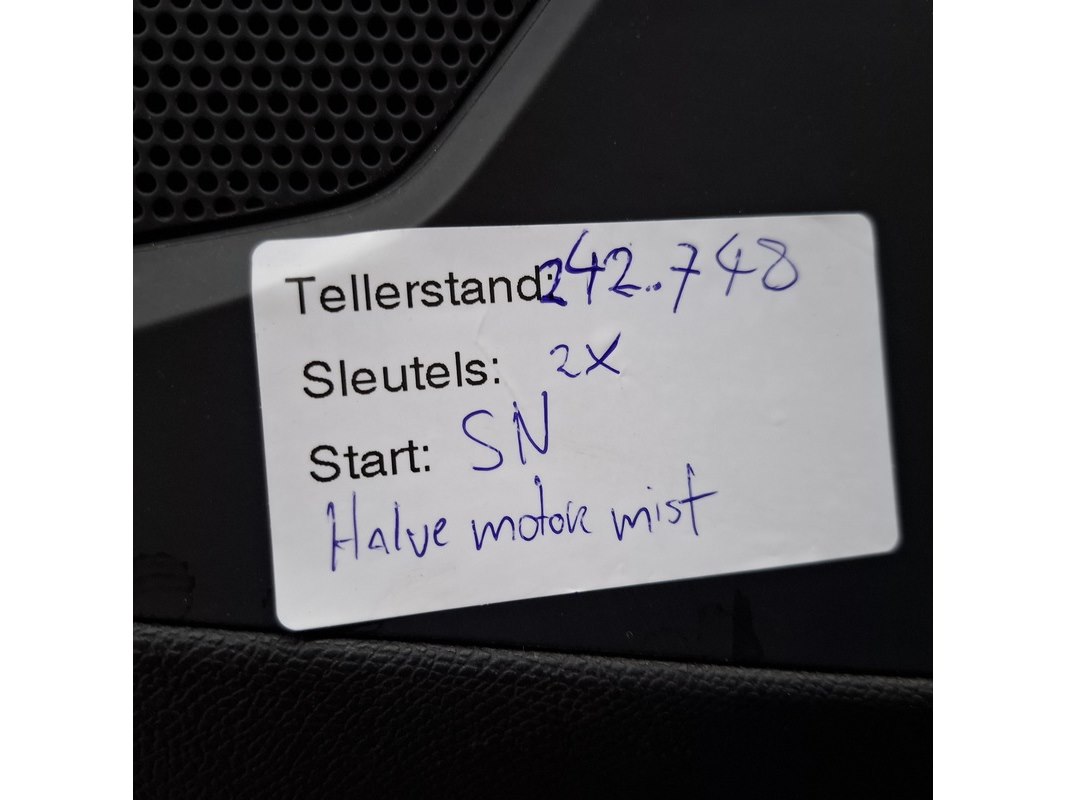 Tellerstand: 242..748
Sleutels: 2X
Start: SN
Halve motor mist